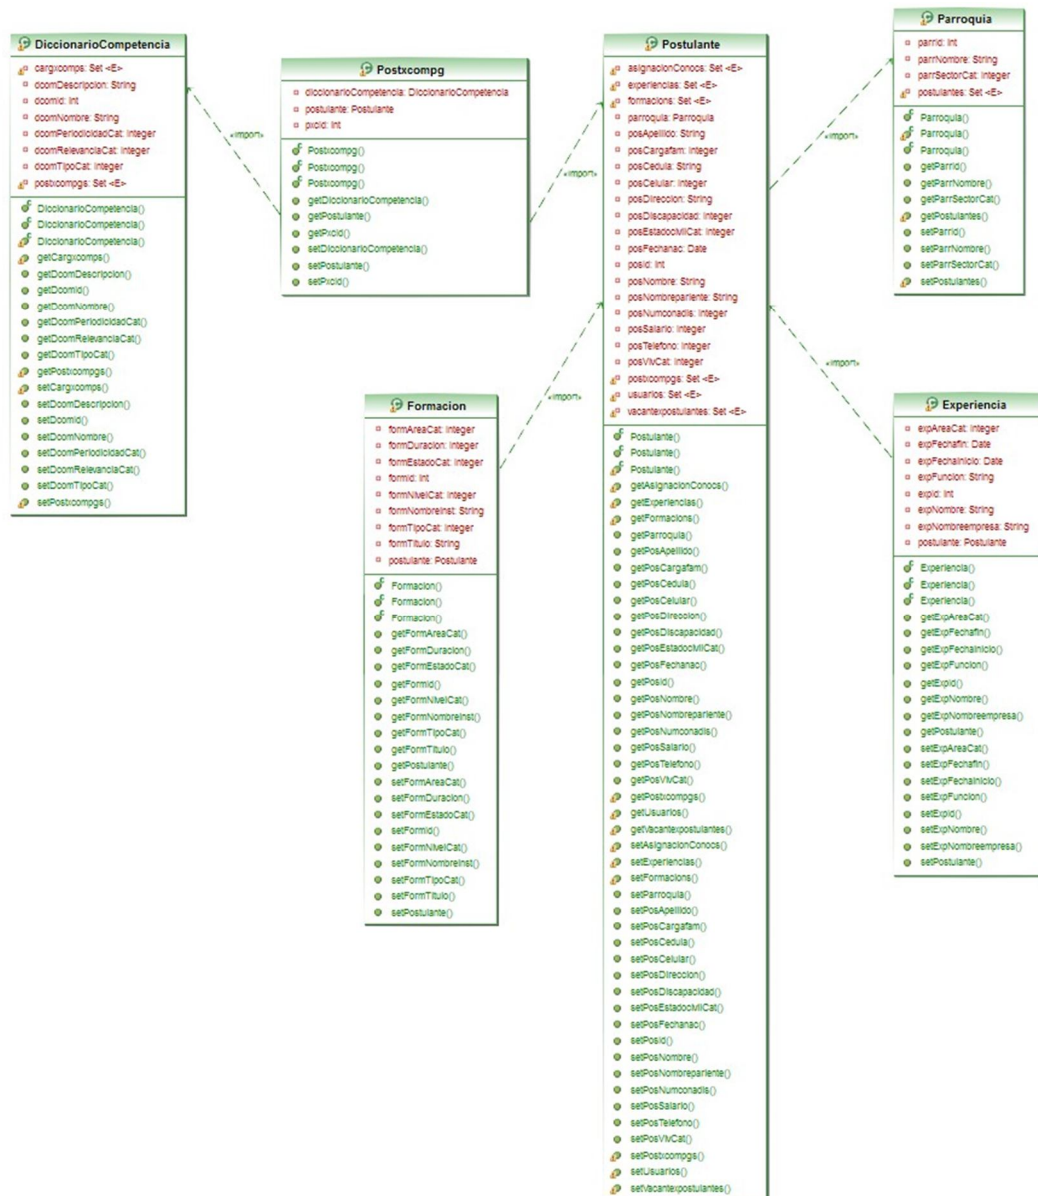 DiccionarioCompetencia
cargxcomps: Set <E>
dcomDescripcion: String
dcomId: int
dcomNombre: String
dcomPeriodicidadCat: Integer
dcomRelevanciaCat: Integer
dcomTipoCat: Integer
postxcompgs: Set <E>
DiccionarioCompetencia()
DiccionarioCompetencia()
DiccionarioCompetencia()
getCargxcomps()
getDcomDescripcion()
getDcomId()
getDcomNombre()
getDcomPeriodicidadCat()
getDcomRelevanciaCat()
getDcomTipoCat()
getPostxcompgs()
setCargxcomps()
setDcomDescripcion()
setDcomId()
setDcomNombre()
setDcomPeriodicidadCat()
setDcomRelevanciaCat()
setDcomTipoCat()
setPostxcompgs()
«import»
Postxcompg
diccionarioCompetencia: DiccionarioCompetencia
postulante: Postulante
pxcId: int
Postxcompg()
Postxcompg()
Postxcompg()
getDiccionarioCompetencia()
getPostulante()
getPxcId()
setDiccionarioCompetencia()
setPostulante()
setPxcId()
«import»
Formacion
formAreaCat: Integer
formDuracion: Integer
formEstadoCat: Integer
formId: int
formNivelCat: Integer
formNombreInst: String
formTipoCat: Integer
formTitulo: String
postulante: Postulante
Formacion()
Formacion()
Formacion()
getFormAreaCat()
getFormDuracion()
getFormEstadoCat()
getFormId()
getFormNivelCat()
getFormNombreInst()
getFormTipoCat()
getFormTitulo()
getPostulante()
setFormAreaCat()
setFormDuracion()
setFormEstadoCat()
setFormId()
setFormNivelCat()
setFormNombreInst()
setFormTipoCat()
setFormTitulo()
setPostulante()
«import»
Postulante
asignacionConocs: Set <E>
experiencias: Set <E>
formacions: Set <E>
parroquia: Parroquia
posApellido: String
posCargafam: Integer
posCedula: String
posCelular: Integer
posDireccion: String
posDiscapacidad: Integer
posEstadocivilCat: Integer
posFechanac: Date
posId: int
posNombre: String
posNombrepariente: String
posNumconadis: Integer
posSalario: Integer
posTelefono: Integer
posVivCat: Integer
postxcompgs: Set <E>
usuarios: Set <E>
vacantexpostulantes: Set <E>
Postulante()
Postulante()
Postulante()
getAsignacionConocs()
getExperiencias()
getFormacions()
getParroquia()
getPosApellido()
getPosCargafam()
getPosCedula()
getPosCelular()
getPosDireccion()
getPosDiscapacidad()
getPosEstadocivilCat()
getPosFechanac()
getPosId()
getPosNombre()
getPosNombrepariente()
getPosNumconadis()
getPosSalario()
getPosTelefono()
getPosVivCat()
getPostxcompgs()
getUsuarios()
getVacantexpostulantes()
setAsignacionConocs()
setExperiencias()
setFormacions()
setParroquia()
setPosApellido()
setPosCargafam()
setPosCedula()
setPosCelular()
setPosDireccion()
setPosDiscapacidad()
setPosEstadocivilCat()
setPosFechanac()
setPosId()
setPosNombre()
setPosNombrepariente()
setPosNumconadis()
setPosSalario()
setPosTelefono()
setPosVivCat()
setPostxcompgs()
setUsuarios()
setVacantexpostulantes()
«import»
Parroquia
parrId: int
parrNombre: String
parrSectorCat: Integer
postulantes: Set <E>
Parroquia()
Parroquia()
Parroquia()
getParrId()
getParrNombre()
getParrSectorCat()
getPostulantes()
setParrId()
setParrNombre()
setParrSectorCat()
setPostulantes()
«import»
Experiencia
expAreaCat: Integer
expFechafin: Date
expFechaInicio: Date
expFuncion: String
expId: int
expNombre: String
expNombreempresa: String
postulante: Postulante
Experiencia()
Experiencia()
Experiencia()
getExpAreaCat()
getExpFechafin()
getExpFechaInicio()
getExpFuncion()
getExpId()
getExpNombre()
getExpNombreempresa()
getPostulante()
setExpAreaCat()
setExpFechafin()
setExpFechaInicio()
setExpFuncion()
setExpId()
setExpNombre()
setExpNombreempresa()
setPostulante()